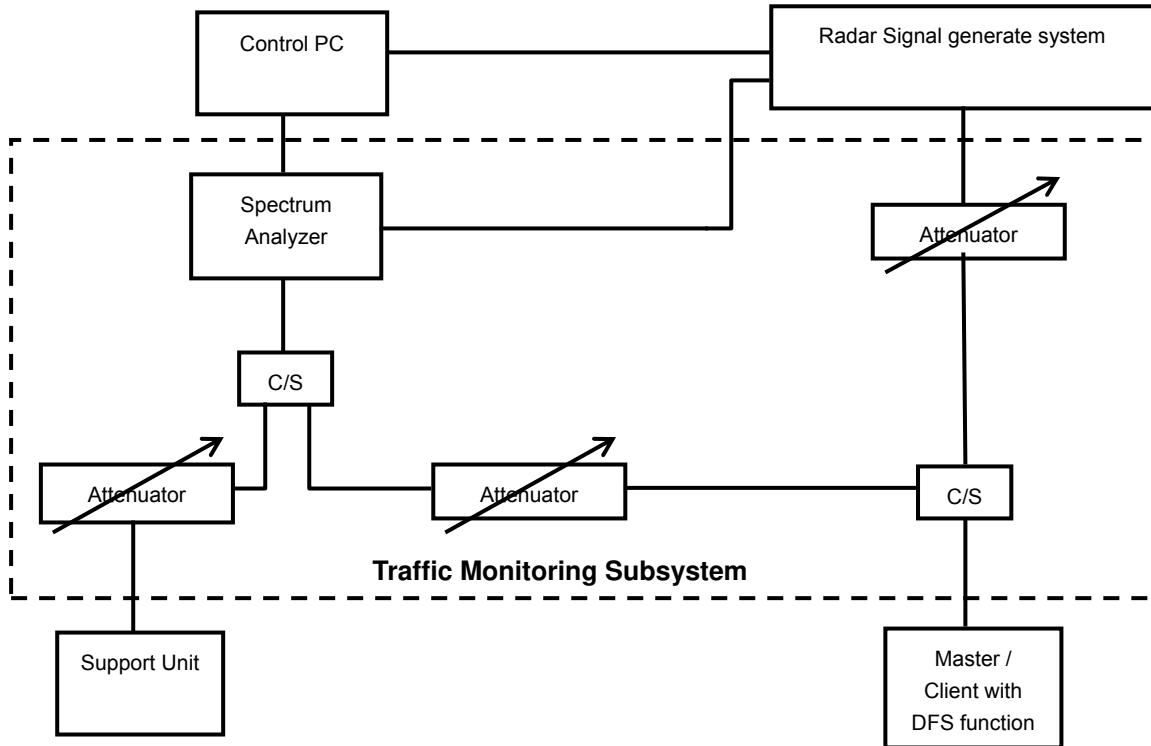 Control PC
Radar Signal generate system
Spectrum
Analyzer
Attenuator
C/S
Attenuator
Attenuator
C/S
Traffic Monitoring Subsystem
Support Unit
Master /
Client with
DFS function